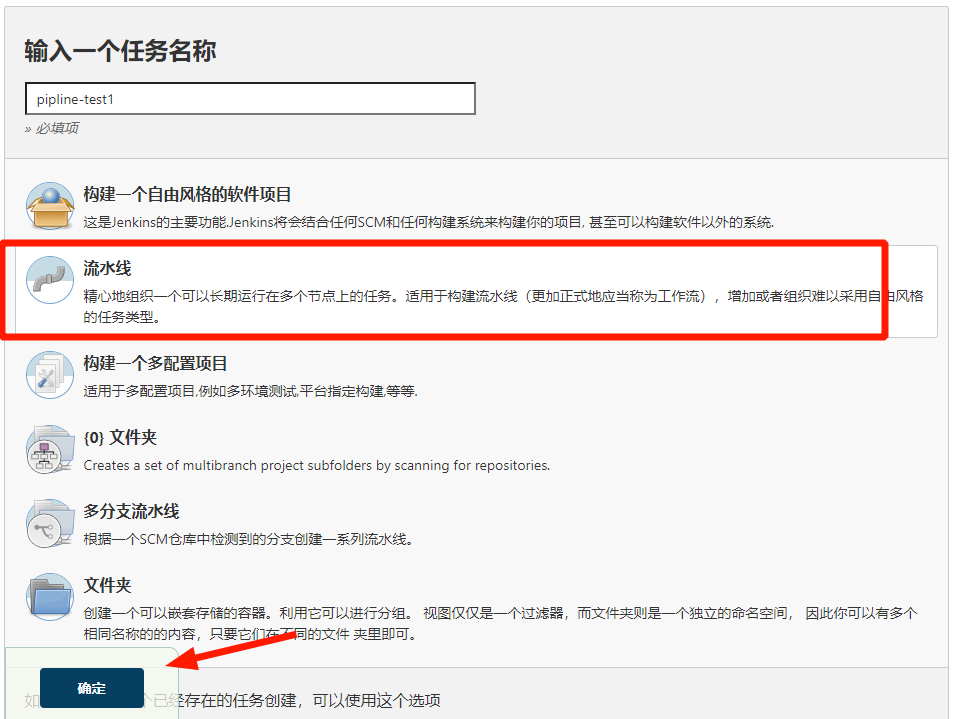 输入一个任务名称
pipline-test1
» 必填项
构建一个自由风格的软件项目
这是Jenkins的主要功能.Jenkins将会结合任何SCM和任何构建系统来构建你的项目, 甚至可以构建软件以外的系统.
流水线
精心地组织一个可以长期运行在多个节点上的任务。适用于构建流水线（更加正式地应当称为工作流），增加或者组织难以采用自由风格
的任务类型。
构建一个多配置项目
适用于多配置项目,例如多环境测试,平台指定构建,等等.
{0} 文件夹
Creates a set of multibranch project subfolders by scanning for repositories.
多分支流水线
根据一个SCM仓库中检测到的分支创建一系列流水线。
文件夹
创建一个可以嵌套存储的容器。利用它可以进行分组。 视图仅仅是一个过滤器，而文件夹则是一个独立的命名空间， 因此你可以有多个
相同名称的的内容，只要它们在不同的文件 夹里即可。
确定
如 个已经存在的任务创建，可以使用这个选项